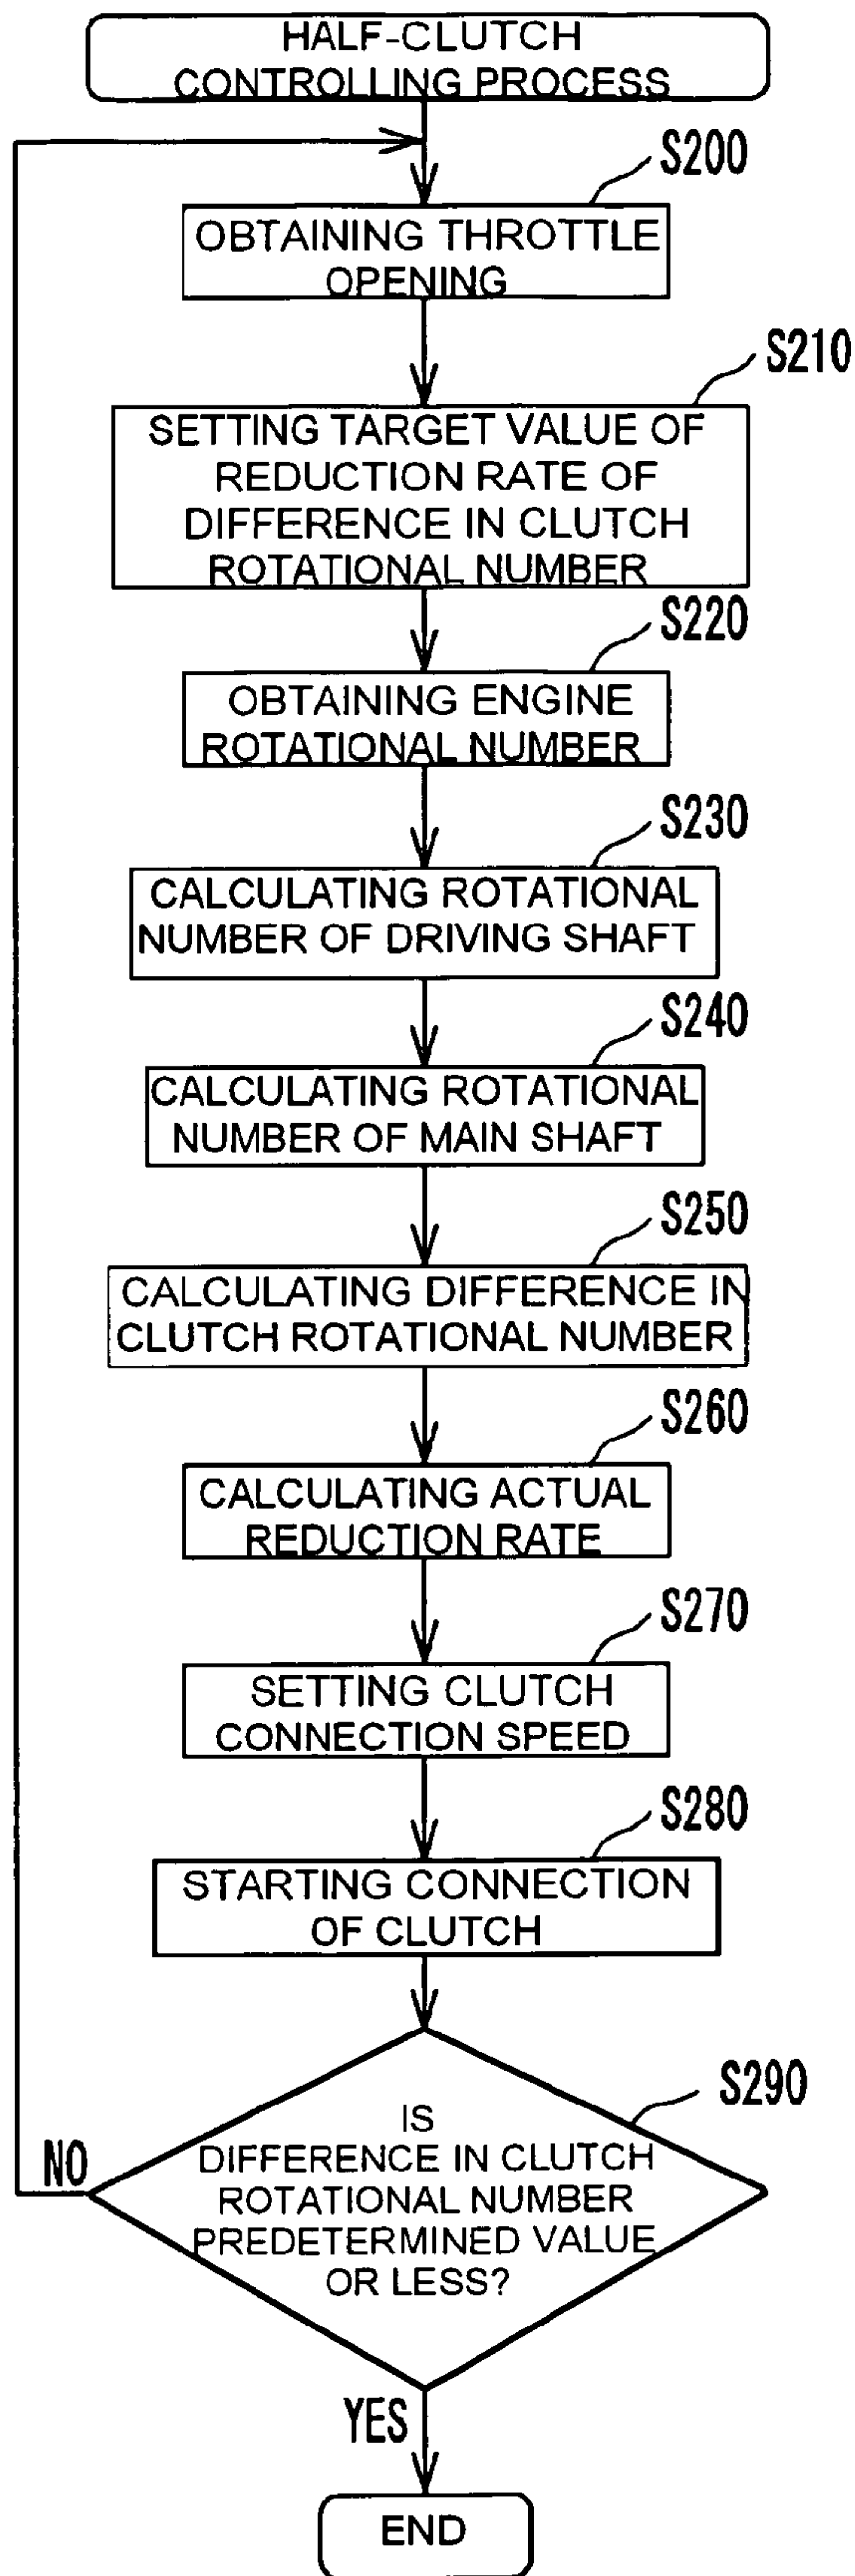 HALF-CLUTCH
CONTROLLING PROCESS
S200
OBTAINING THROTTLE
OPENING
S210
SETTING TARGET VALUE OF
REDUCTION RATE OF
DIFFERENCE IN CLUTCH
ROTATIONAL NUMBER
S220
OBTAINING ENGINE
ROTATIONAL NUMBER
S230
CALCULATING ROTATIONAL
NUMBER OF DRIVING SHAFT
S240
CALCULATING ROTATIONAL
NUMBER OF MAIN SHAFT
S250
CALCULATING DIFFERENCE IN
CLUTCH ROTATIONAL NUMBER
S260
CALCULATING ACTUAL
REDUCTION RATE
S270
SETTING CLUTCH
CONNECTION SPEED
S280
STARTING CONNECTION
OF CLUTCH
S290
IS
DIFFERENCE IN CLUTCH
ROTATIONAL NUMBER
PREDETERMINED VALUE
OR LESS?
NO
YES
END